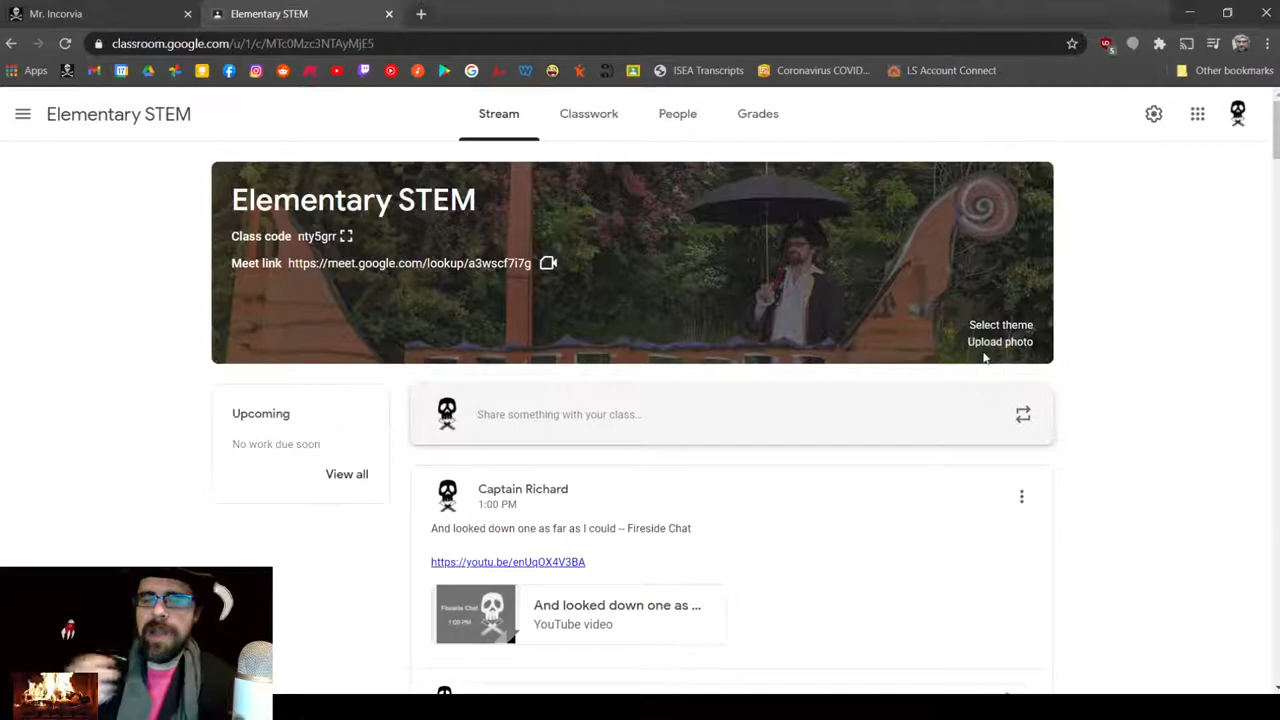 Mr. Incorvia
Elementary STEM
classroom.google.com/u/1/c/MTc0Mzc3NTAyMjE5
Apps
ISEA Transcripts
Coronavirus COVID...
LS Account Connect
Other bookmarks
Elementary STEM
Stream
Classwork
People
Grades
Elementary STEM
Class code nty5grr
Meet link https://meet.google.com/lookup/a3wscf7i7g
Select theme
Upload photo
Upcoming
No work due soon
View all
Share something with your class...
Captain Richard
1:00 PM
And looked down one as far as I could -- Fireside Chat
https://youtu.be/enUqOX4V3BA
Fireside Chat
1:00 PM
And looked down one as ...
YouTube video